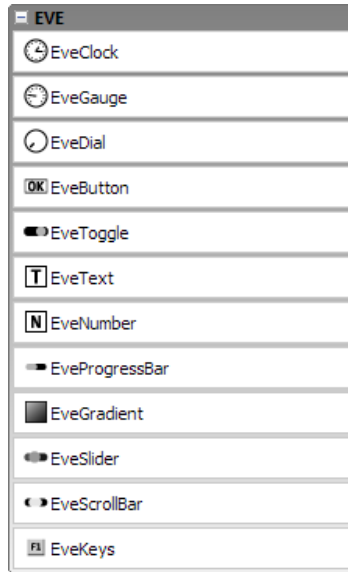 EVE
EveClock
EveGauge
EveDial
OK EveButton
EveToggle
T EveText
N EveNumber
EveProgressBar
EveGradient
EveSlider
EveScrollBar
F1 EveKeys